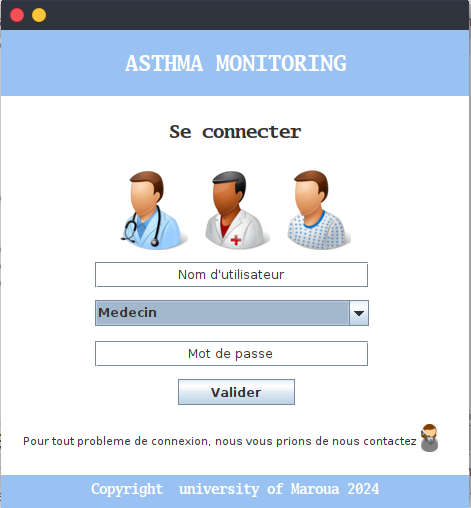 ASTHMA MONITORING
Se connecter
Nom d'utilisateur
Medecin
Mot de passe
Valider
Pour tout probleme de connexion, nous vous prions de nous contactez
Copyright university of Maroua 2024